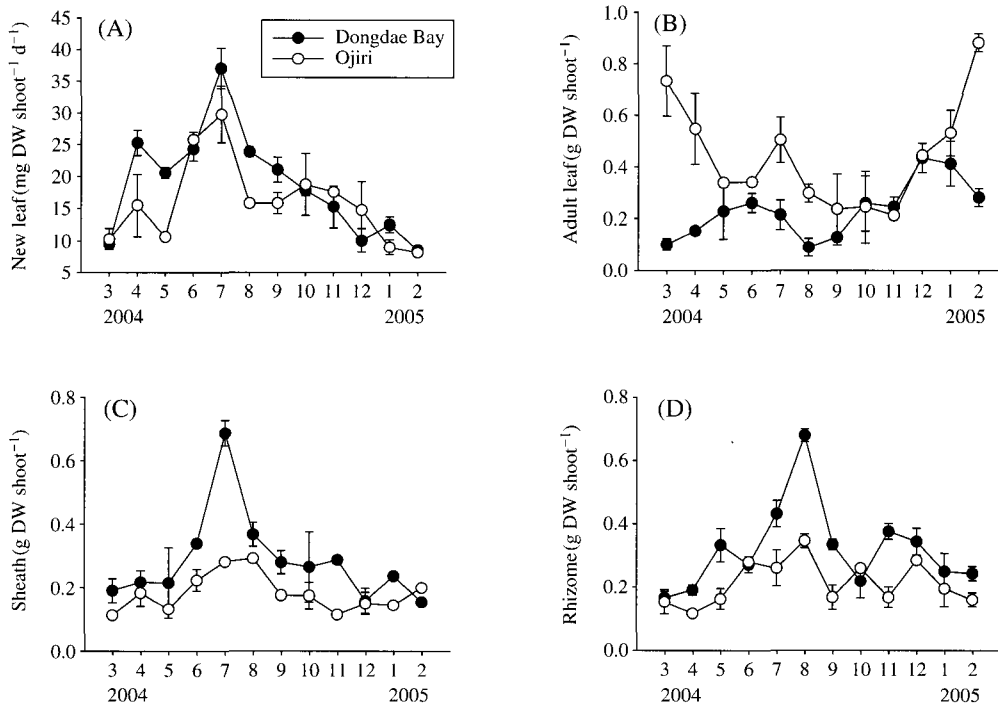 (A)
Dongdae Bay
Ojiri
New leaf (mg DW shoot⁻¹ d⁻¹)
45
40
35
30
25
20
15
10
5
3 4 5 6 7 8 9 10 11 12 1 2
2004 2005
(B)
Adult leaf (g DW shoot⁻¹)
1.0
0.8
0.6
0.4
0.2
0.0
3 4 5 6 7 8 9 10 11 12 1 2
2004 2005
(C)
Sheath (g DW shoot⁻¹)
0.8
0.6
0.4
0.2
0.0
3 4 5 6 7 8 9 10 11 12 1 2
2004 2005
(D)
Rhizome (g DW shoot⁻¹)
0.8
0.6
0.4
0.2
0.0
3 4 5 6 7 8 9 10 11 12 1 2
2004 2005